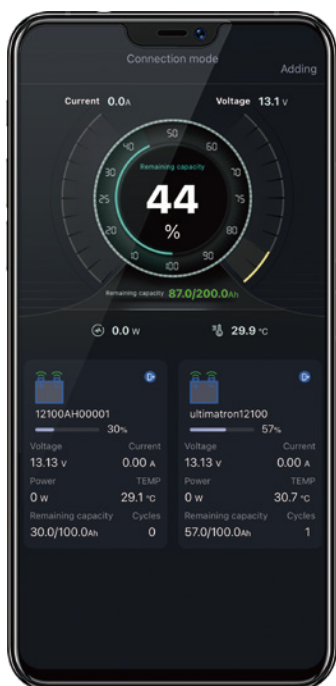 Connection mode
Adding
Current 0.0A
Voltage 13.1 V
50
40
60
30
70
25
75
20
80
10
90
100
Remaining capacity
44
%
Remaining capacity 87.0/200.0Ah
0.0 W
29.9 °C
12100AH00001
30%
Voltage Current
13.13 V 0.00 A
Power TEMP
0 W 29.1 °C
Remaining capacity Cycles
30.0/100.0Ah 0
ultimatron12100
57%
Voltage Current
13.13 V 0.00 A
Power TEMP
0 W 30.7 °C
Remaining capacity Cycles
57.0/100.0Ah 1